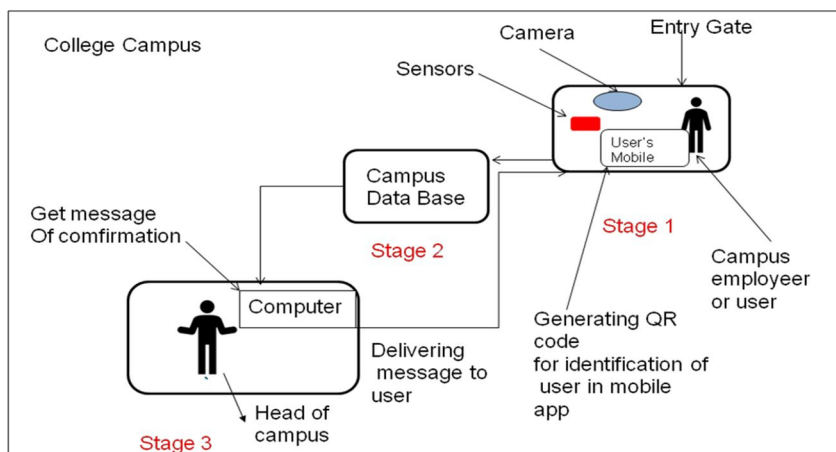 College Campus
Camera
Entry Gate
Sensors
User's
Mobile
Campus
Data Base
Stage 1
Get message
Of comfirmation
Stage 2
Campus
employeer
or user
Computer
Generating QR
code
for identification of
user in mobile
app
Delivering
message to
user
Head of
campus
Stage 3